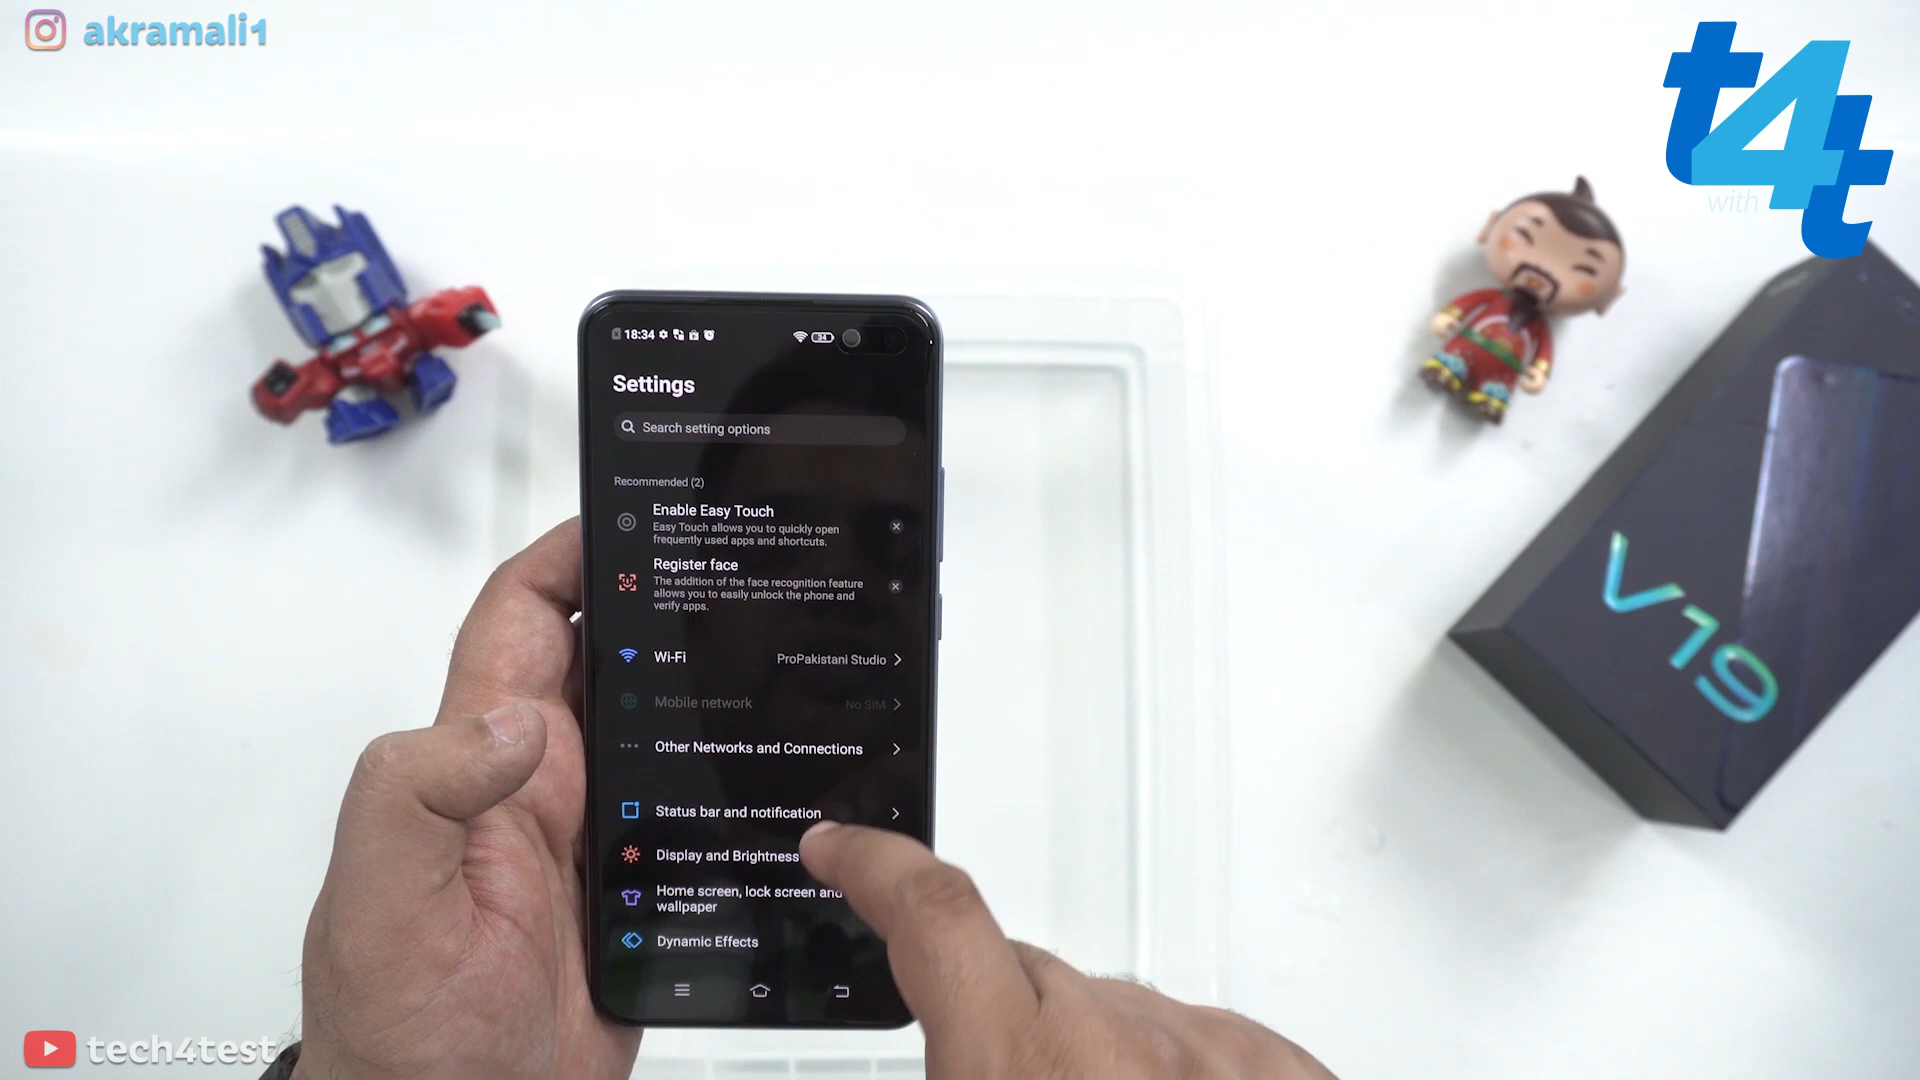 akramali1
t4t
with
18:34
34
Settings
Search setting options
Recommended (2)
Enable Easy Touch
Easy Touch allows you to quickly open
frequently used apps and shortcuts.
Register face
The addition of the face recognition feature
allows you to easily unlock the phone and
verify apps.
Wi-Fi
ProPakistani Studio
Mobile network
No SIM
Other Networks and Connections
Status bar and notification
Display and Brightness
Home screen, lock screen and
wallpaper
Dynamic Effects
V19
tech4test